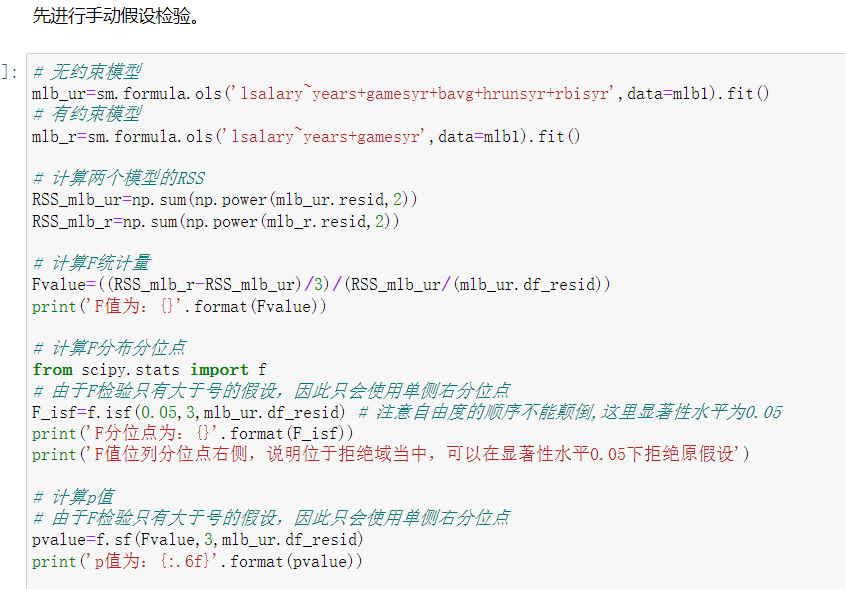 先进行手动假设检验。
]:
# 无约束模型
mlb_ur=sm.formula.ols('lsalary~years+gamesyr+bavg+hrunsyr+rbisyr',data=mlb1).fit()
# 有约束模型
mlb_r=sm.formula.ols('lsalary~years+gamesyr',data=mlb1).fit()
# 计算两个模型的RSS
RSS_mlb_ur=np.sum(np.power(mlb_ur.resid,2))
RSS_mlb_r=np.sum(np.power(mlb_r.resid,2))
# 计算F统计量
Fvalue=((RSS_mlb_r-RSS_mlb_ur)/3)/(RSS_mlb_ur/(mlb_ur.df_resid))
print('F值为：{}'.format(Fvalue))
# 计算F分布分位点
from scipy.stats import f
# 由于F检验只有大于号的假设，因此只会使用单侧右分位点
F_isf=f.isf(0.05,3,mlb_ur.df_resid) # 注意自由度的顺序不能颠倒,这里显著性水平为0.05
print('F分位点为：{}'.format(F_isf))
print('F值位列分位点右侧，说明位于拒绝域当中，可以在显著性水平0.05下拒绝原假设')
# 计算p值
# 由于F检验只有大于号的假设，因此只会使用单侧右分位点
pvalue=f.sf(Fvalue,3,mlb_ur.df_resid)
print('p值为：{:.6f}'.format(pvalue))